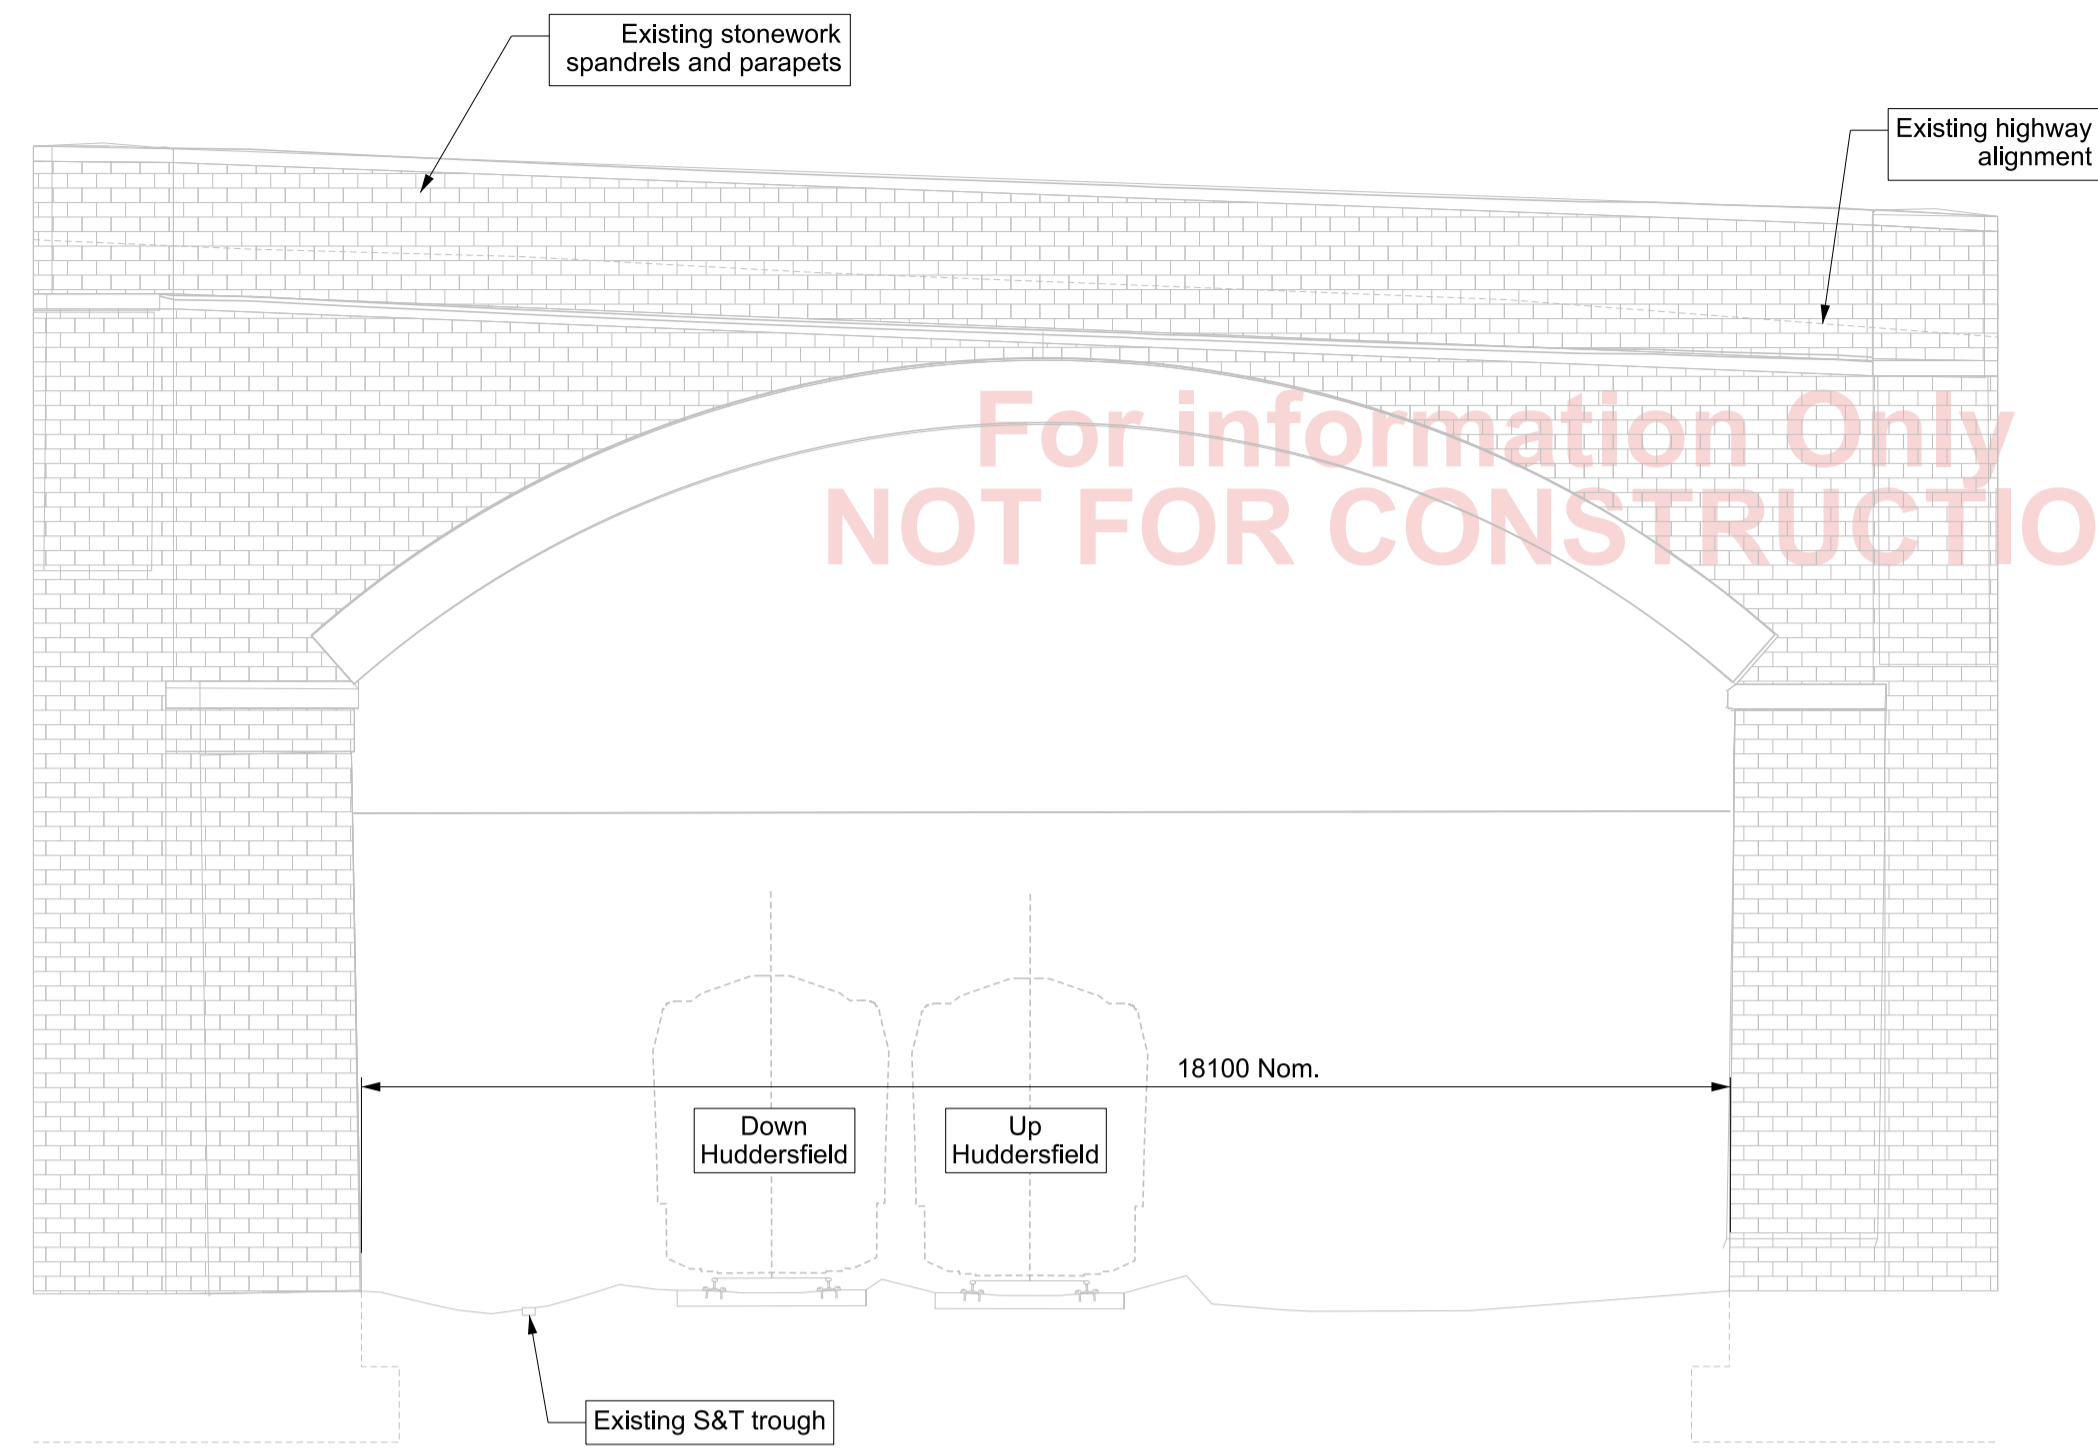 Existing stonework
spandrels and parapets
Existing highway
alignment
For information Only
NOT FOR CONSTRUCTIO
18100 Nom.
Down
Huddersfield
Up
Huddersfield
Existing S&T trough